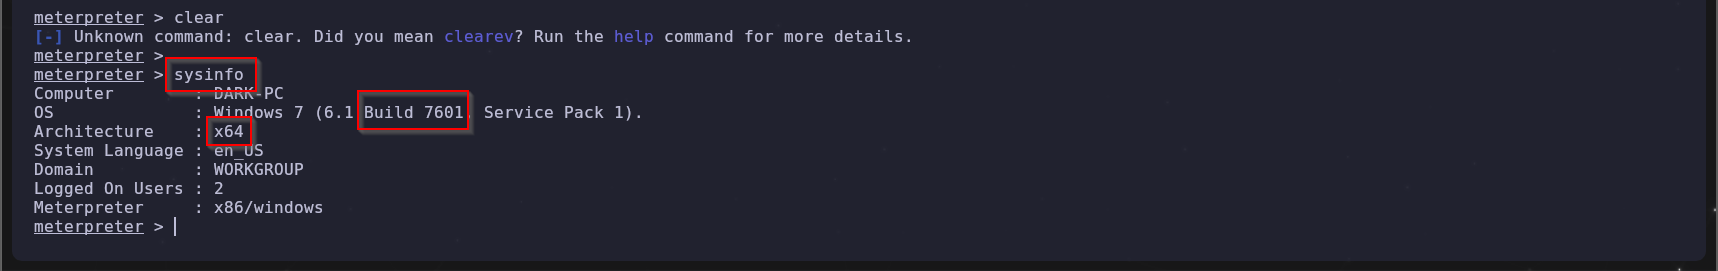 meterpreter > clear
[-] Unknown command: clear. Did you mean clearev? Run the help command for more details.
meterpreter >
meterpreter > sysinfo
Computer : DARK-PC
OS : Windows 7 (6.1 Build 7601, Service Pack 1).
Architecture : x64
System Language : en_US
Domain : WORKGROUP
Logged On Users : 2
Meterpreter : x86/windows
meterpreter >